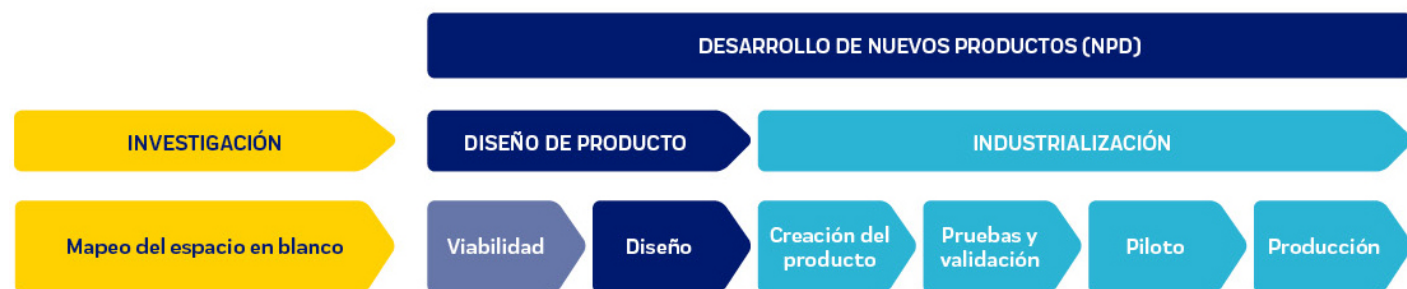 DESARROLLO DE NUEVOS PRODUCTOS (NPD)
INVESTIGACIÓN
DISEÑO DE PRODUCTO
INDUSTRIALIZACIÓN
Mapeo del espacio en blanco
Viabilidad
Diseño
Creación del
producto
Pruebas y
validación
Piloto
Producción